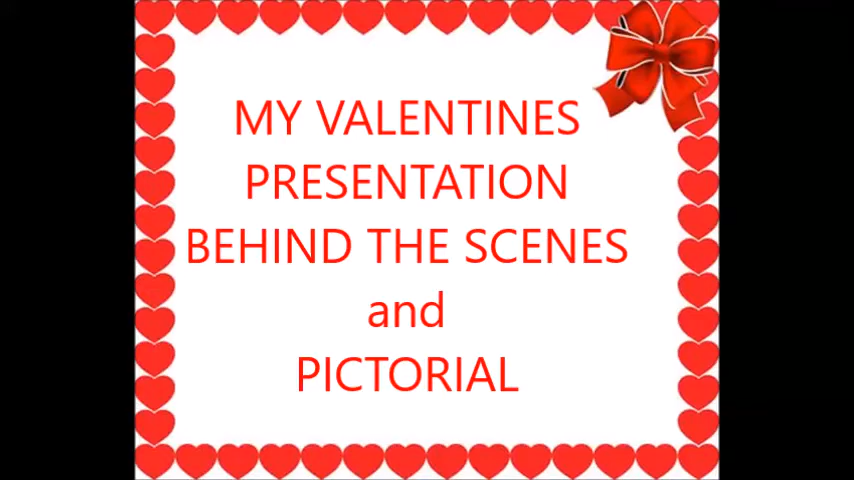 MY VALENTINES
PRESENTATION
BEHIND THE SCENES
and
PICTORIAL